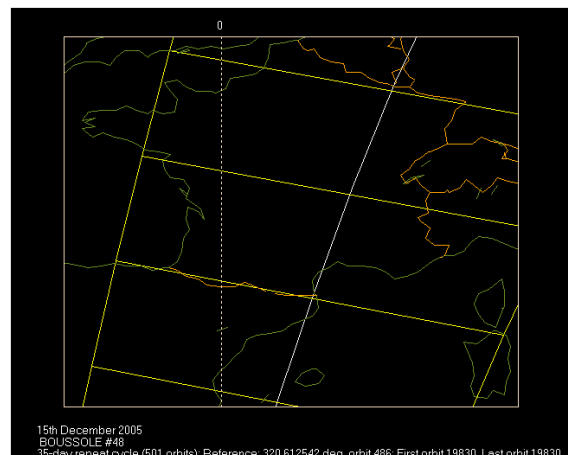 0
15th December 2005
BOUSSOLE #48
35-day repeat cycle (501 orbits): Reference: 320.612542 deg, orbit 486: First orbit 19830, Last orbit 19830